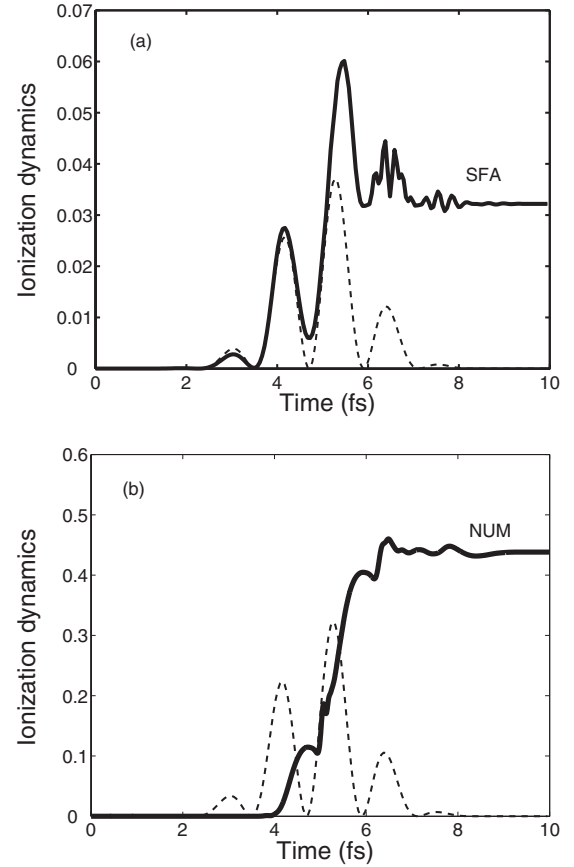 0.07
(a)
0.06
0.05
0.04
SFA
0.03
0.02
0.01
0
0 2 4 6 8 10
Time (fs)
Ionization dynamics
0.6
(b)
0.5
NUM
0.4
0.3
0.2
0.1
0
0 2 4 6 8 10
Time (fs)
Ionization dynamics